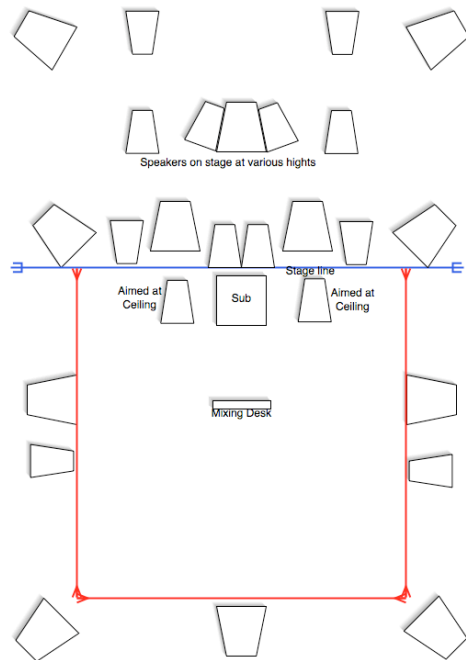 Speakers on stage at various hights
Stage line
Aimed at
Ceiling
Sub
Aimed at
Ceiling
Mixing Desk